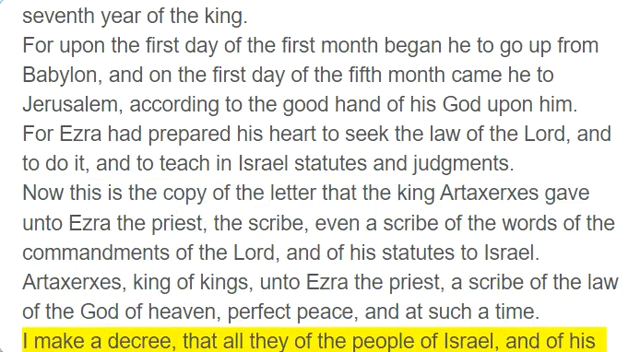 seventh year of the king.
For upon the first day of the first month began he to go up from
Babylon, and on the first day of the fifth month came he to
Jerusalem, according to the good hand of his God upon him.
For Ezra had prepared his heart to seek the law of the Lord, and
to do it, and to teach in Israel statutes and judgments.
Now this is the copy of the letter that the king Artaxerxes gave
unto Ezra the priest, the scribe, even a scribe of the words of the
commandments of the Lord, and of his statutes to Israel.
Artaxerxes, king of kings, unto Ezra the priest, a scribe of the law
of the God of heaven, perfect peace, and at such a time.
I make a decree, that all they of the people of Israel, and of his